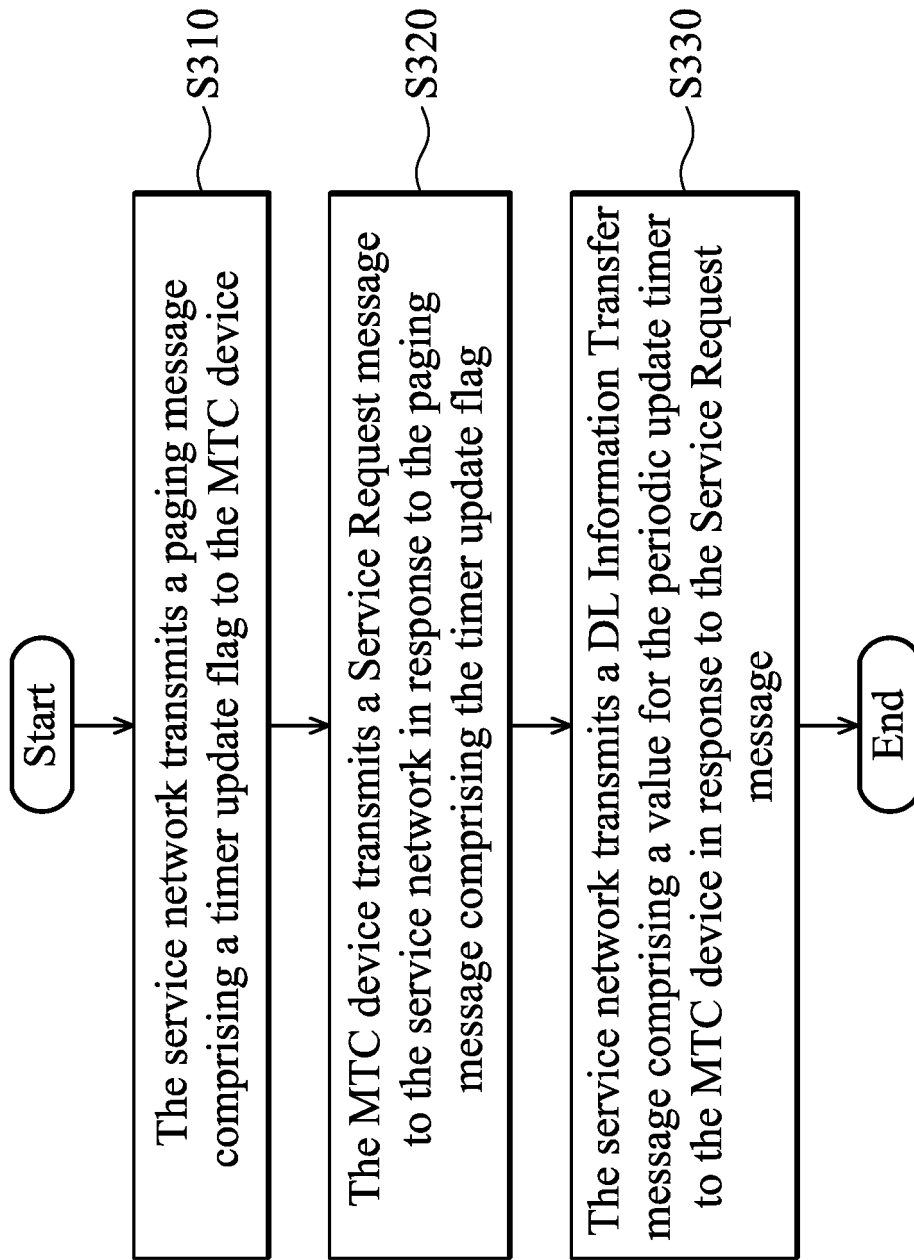 Start
The service network transmits a paging message
comprising a timer update flag to the MTC device
S310
The MTC device transmits a Service Request message
to the service network in response to the paging
message comprising the timer update flag
S320
The service network transmits a DL Information Transfer
message comprising a value for the periodic update timer
to the MTC device in response to the Service Request
message
S330
End